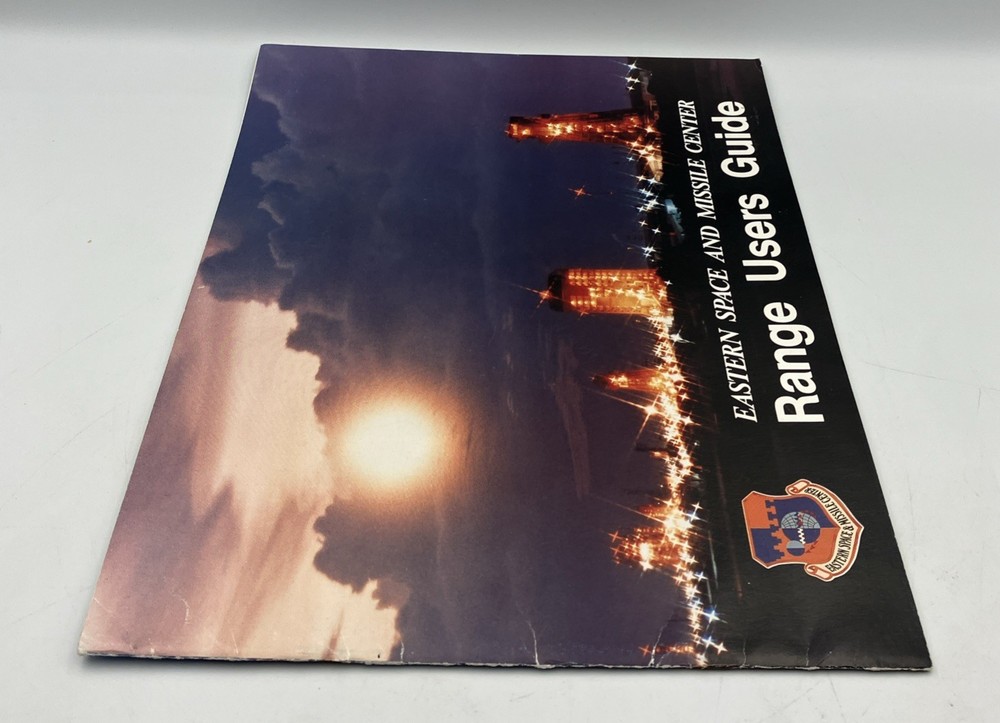 EASTERN SPACE AND MISSILE CENTER
Range Users Guide
EASTERN SPACE & MISSILE CENTER